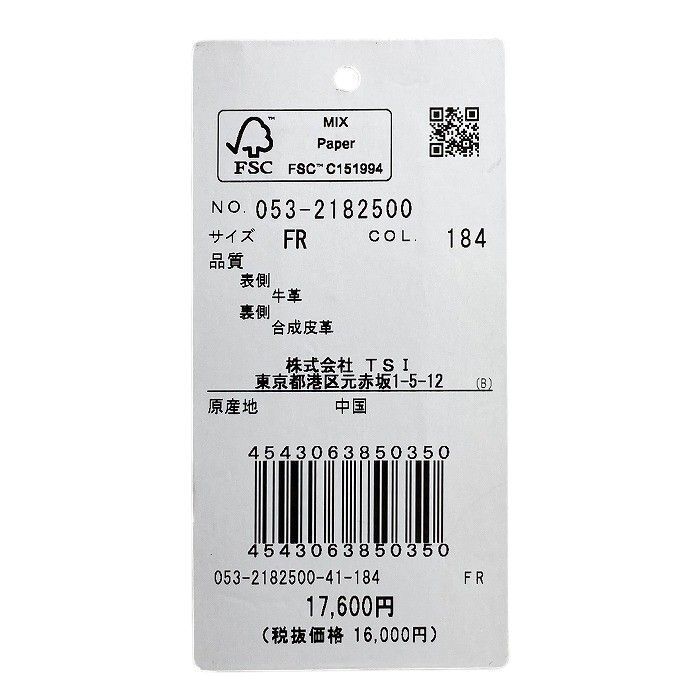 MIX
Paper
FSC™ C151994
FSC™
NO. 053-2182500
サイズ FR COL. 184
品質
表側
牛革
裏側
合成皮革
株式会社 TSI
東京都港区元赤坂1-5-12 (B)
原産地 中国
4543063850350
4543063850350
053-2182500-41-184 FR
17,600円
(税抜価格 16,000円)